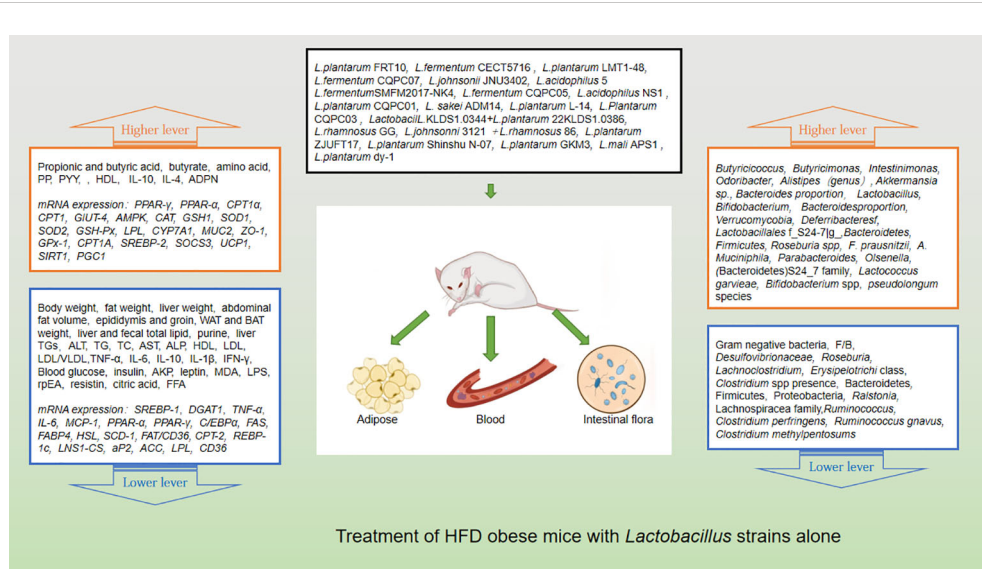 L.plantarum FRT10, L.fermentum CECT5716 , L.plantarum LMT1-48,
L.fermentum CQPC07, L.johnsonii JNU3402, L.acidophilus 5
L.fermentumSMFM2017-NK4, L.fermentum CQPC05, L.acidophilus NS1 ,
L.plantarum CQPC01, L. sakei ADM14, L.plantarum L-14, L.Plantarum
CQPC03 , LactobacilL.KLDS1.0344+L.plantarum 22KLDS1.0386,
L.rhamnosus GG, L.johnsonni 3121 +L.rhamnosus 86, L.plantarum
ZJUFT17, L.plantarum Shinshu N-07, L.plantarum GKM3, L.mali APS1 ,
L.plantarum dy-1
Higher lever
Propionic and butyric acid, butyrate, amino acid,
PP, PYY, , HDL, IL-10, IL-4, ADPN
mRNA expression: PPAR-γ, PPAR-α, CPT1α,
CPT1, GlUT-4, AMPK, CAT, GSH1, SOD1,
SOD2, GSH-Px, LPL, CYP7A1, MUC2, ZO-1,
GPx-1, CPT1A, SREBP-2, SOCS3, UCP1,
SIRT1, PGC1
Body weight, fat weight, liver weight, abdominal
fat volume, epididymis and groin, WAT and BAT
weight, liver and fecal total lipid, purine, liver
TGs, ALT, TG, TC, AST, ALP, HDL, LDL,
LDL/VLDL,TNF-α, IL-6, IL-10, IL-1β, IFN-γ,
Blood glucose, insulin, AKP, leptin, MDA, LPS,
rpEA, resistin, citric acid, FFA
mRNA expression: SREBP-1, DGAT1, TNF-α,
IL-6, MCP-1, PPAR-α, PPAR-γ, C/EBPα, FAS,
FABP4, HSL, SCD-1, FAT/CD36, CPT-2, REBP-
1c, LNS1-CS, aP2, ACC, LPL, CD36
Lower lever
Adipose
Blood
Intestinal flora
Higher lever
Butyricicoccus, Butyricimonas, Intestinimonas,
Odoribacter, Alistipes (genus) , Akkermansia
sp., Bacteroides proportion, Lactobacillus,
Bifidobacterium, Bacteroidesproportion,
Verrucomycobia, Deferribacteresf,
Lactobacillales f_S24-7|g_,Bacteroidetes,
Firmicutes, Roseburia spp, F. prausnitzii, A.
Muciniphila, Parabacteroides, Olsenella,
(Bacteroidetes)S24_7 family, Lactococcus
garvieae, Bifidobacterium spp, pseudolongum
species
Gram negative bacteria, F/B,
Desulfovibrionaceae, Roseburia,
Lachnoclostridium, Erysipelotrichi class,
Clostridium spp presence, Bacteroidetes,
Firmicutes, Proteobacteria, Ralstonia,
Lachnospiracea family,Ruminococcus,
Clostridium perfringens, Ruminococcus gnavus,
Clostridium methylpentosums
Lower lever
Treatment of HFD obese mice with Lactobacillus strains alone